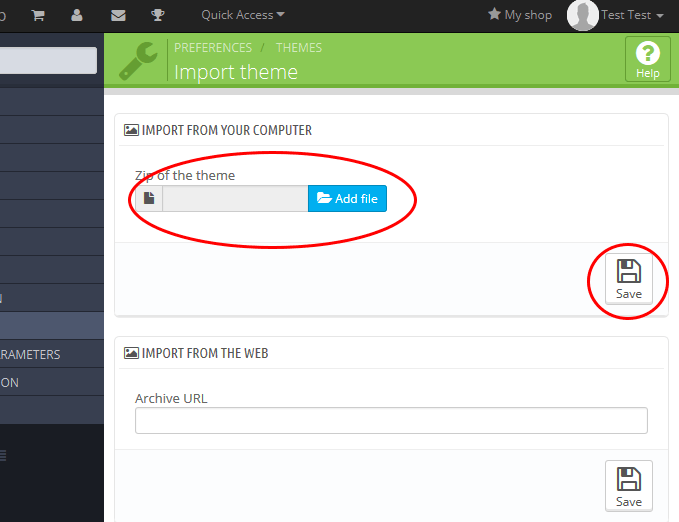 Quick Access
My shop
Test Test
PREFERENCES / THEMES
Import theme
Help
IMPORT FROM YOUR COMPUTER
Zip of the theme
Add file
Save
ARAMETERS
ON
IMPORT FROM THE WEB
Archive URL
Save